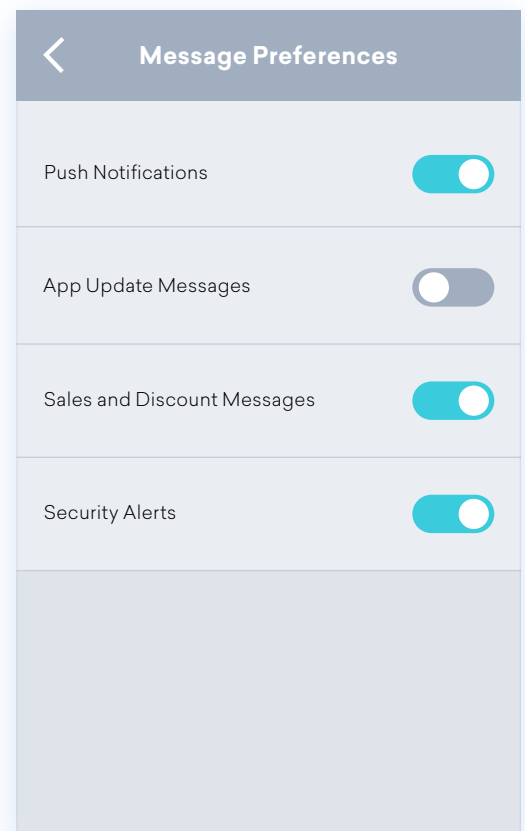 Message Preferences
Push Notifications
App Update Messages
Sales and Discount Messages
Security Alerts